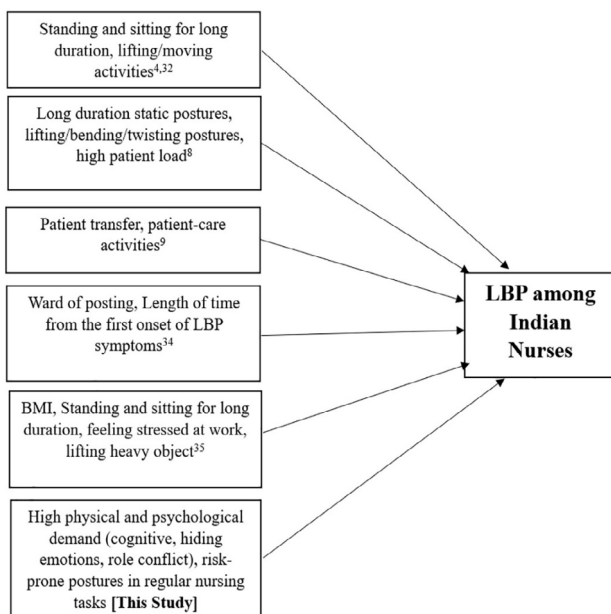 Standing and sitting for long
duration, lifting/moving
activities4,32
Long duration static postures,
lifting/bending/twisting postures,
high patient load8
Patient transfer, patient-care
activities9
Ward of posting, Length of time
from the first onset of LBP
symptoms34
BMI, Standing and sitting for long
duration, feeling stressed at work,
lifting heavy object35
High physical and psychological
demand (cognitive, hiding
emotions, role conflict), risk-
prone postures in regular nursing
tasks [This Study]
LBP among
Indian
Nurses